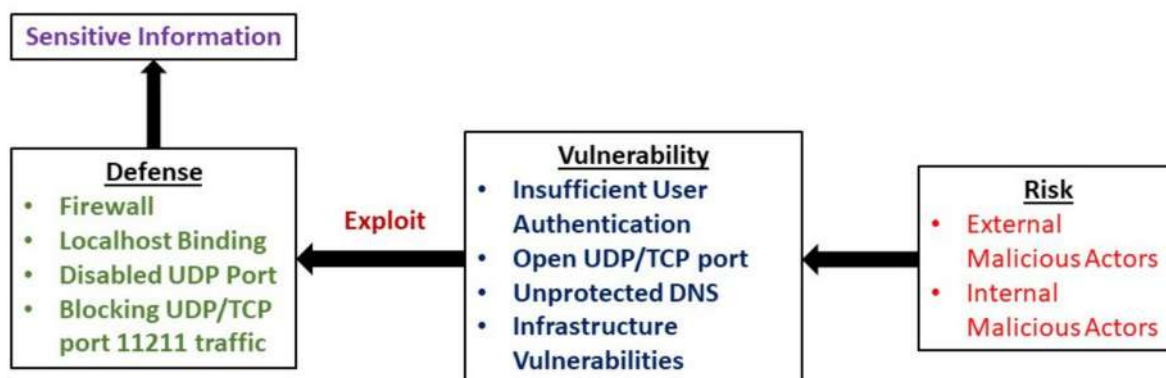 Sensitive Information
Defense
• Firewall
• Localhost Binding
• Disabled UDP Port
• Blocking UDP/TCP
port 11211 traffic
Exploit
Vulnerability
• Insufficient User
Authentication
• Open UDP/TCP port
• Unprotected DNS
• Infrastructure
Vulnerabilities
Risk
• External
Malicious Actors
• Internal
Malicious Actors